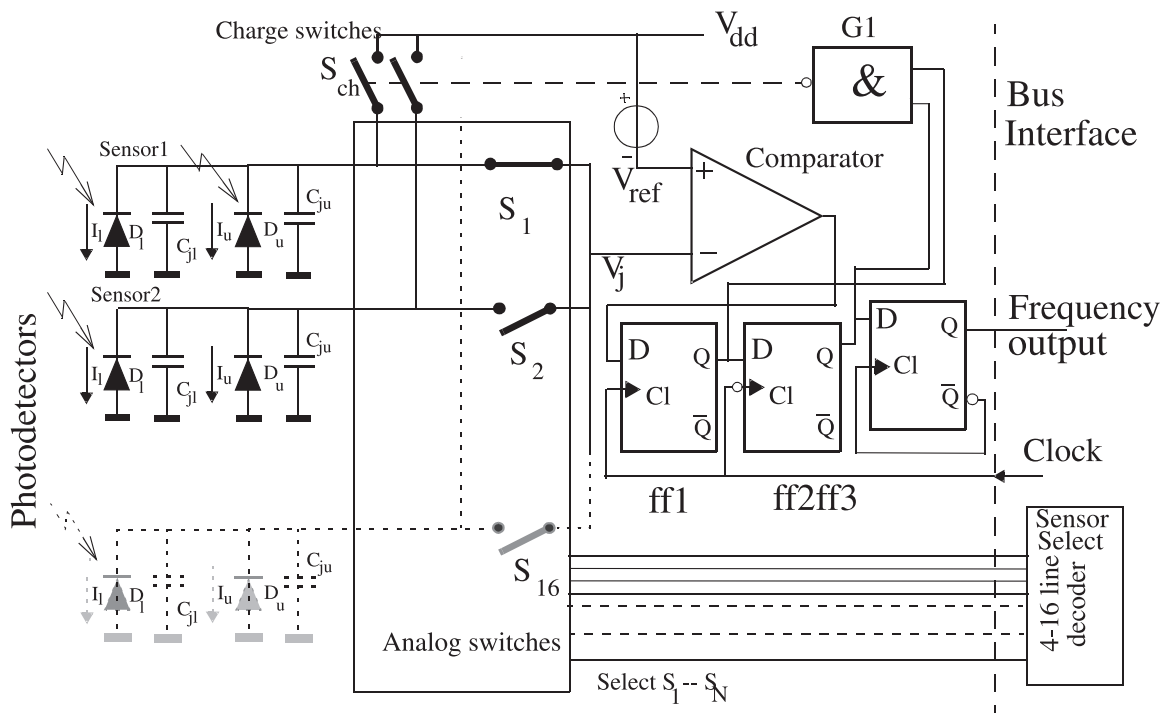 Charge switches
V dd
G1
S ch
&
+
Bus
Interface
Sensor1
-
V ref
+
Comparator
C ju
S 1
I l
D l
C jl
I u
D u
−
V j
Sensor2
Frequency
output
C ju
D
Q
D
Q
D
Q
S 2
I l
D l
C jl
I u
D u
Cl
Cl
Cl
Q
Q
Q
Photodetectors
Clock
ff1
ff2ff3
Sensor
Select
4-16 line
decoder
C ju
S 16
I l
D l
C jl
I u
D u
Analog switches
Select S 1 -- S N